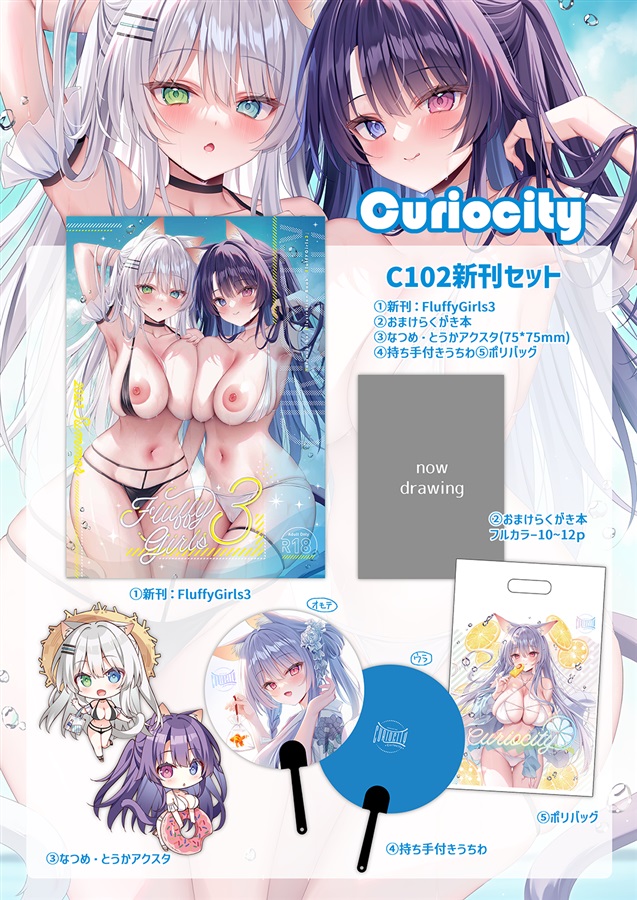 Curiocity
C102新刊セット
①新刊：FluffyGirls3
②おまけらくがき本
③なつめ・とうかアクスタ(75*75mm)
④持ち手付きうちわ⑤ポリバッグ
now
drawing
Fluffy
Girls 3
Adult Only
R18
②おまけらくがき本
フルカラー10~12p
①新刊：FluffyGirls3
オモテ
ウラ
Curiocity
⑤ポリバッグ
④持ち手付きうちわ
③なつめ・とうかアクスタ